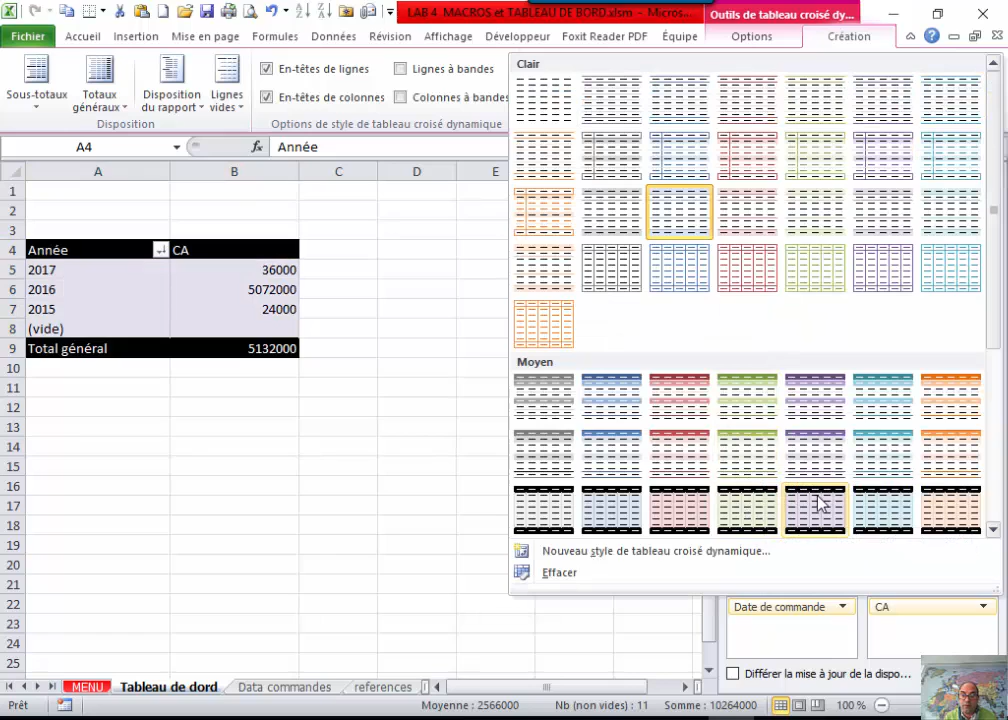 LAB 4 MACROS et TABLEAU DE BORD.xlsm - Micros...
Outils de tableau croisé dy...
Fichier Accueil Insertion Mise en page Formules Données Révision Affichage Développeur Foxit Reader PDF Équipe Options Création
Sous-totaux
Totaux généraux
Disposition du rapport
Lignes vides
En-têtes de lignes
Lignes à bandes
En-têtes de colonnes
Colonnes à bandes
Disposition
Options de style de tableau croisé dynamique
A4
fx Année
A B C D E
1
2
3
4 Année CA
5 2017 36000
6 2016 5072000
7 2015 24000
8 (vide)
9 Total général 5132000
10
11
12
13
14
15
16
17
18
19
20
21
22
23
24
25
Clair
Moyen
Nouveau style de tableau croisé dynamique...
Effacer
Date de commande
CA
Différer la mise à jour de la dispo...
MENU Tableau de dord Data commandes references
Prêt
Moyenne : 2566000 Nb (non vides) : 11 Somme : 10264000 100 %